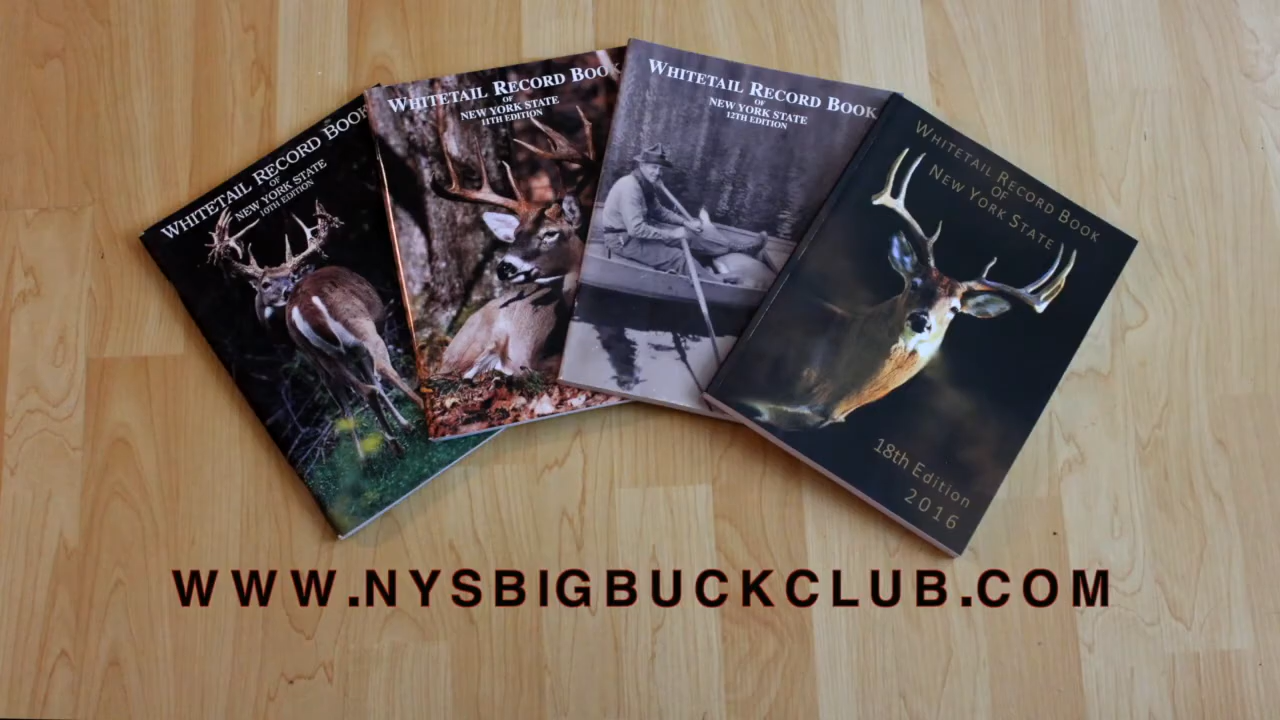 WHITETAIL RECORD BOOK
OF
NEW YORK STATE
10TH EDITION
WHITETAIL RECORD BOOK
OF
NEW YORK STATE
11TH EDITION
WHITETAIL RECORD BOOK
OF
NEW YORK STATE
12TH EDITION
WHITETAIL RECORD BOOK
OF
NEW YORK STATE
18th Edition
2016
WWW.NYSBIGBUCKCLUB.COM